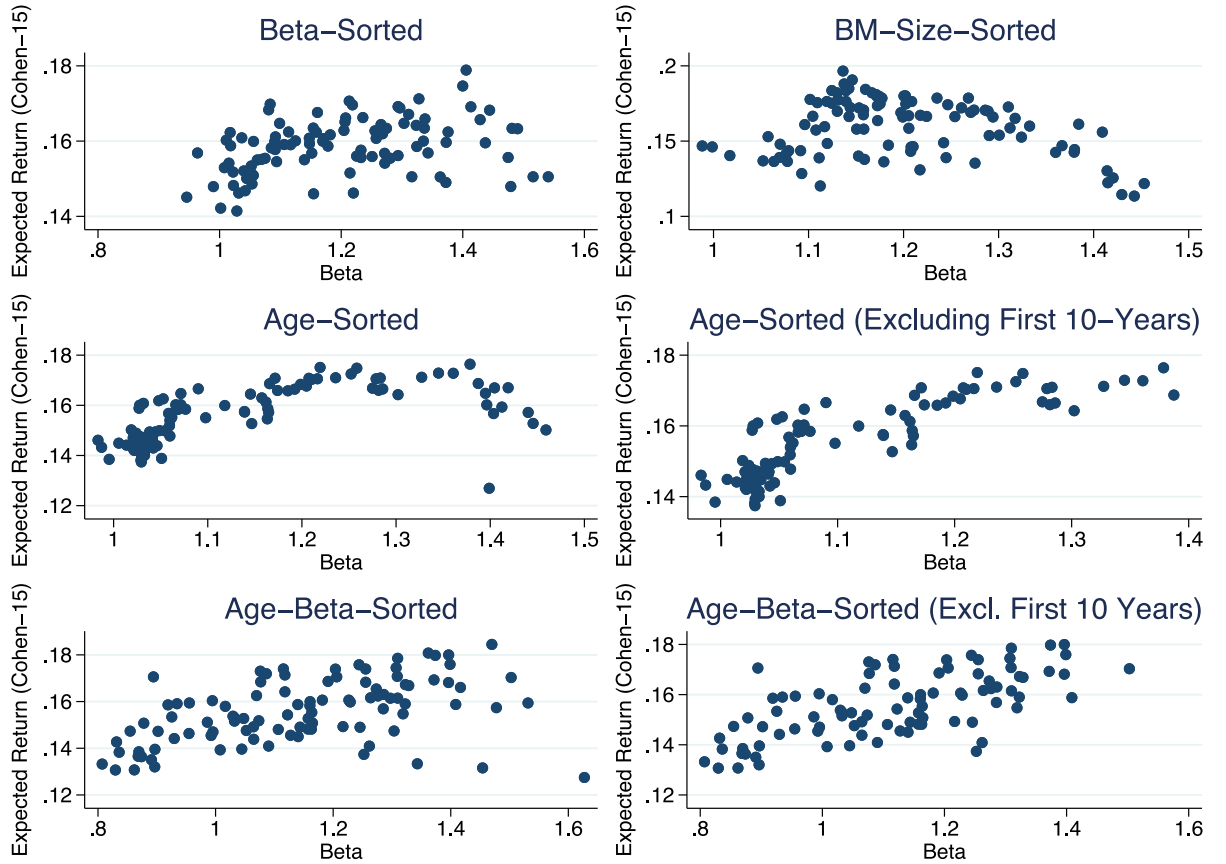 Beta−Sorted
Expected Return (Cohen−15)
.18
.16
.14
.8 1 1.2 1.4 1.6
Beta
BM−Size−Sorted
Expected Return (Cohen−15)
.2
.15
.1
1 1.1 1.2 1.3 1.4 1.5
Beta
Age−Sorted
Expected Return (Cohen−15)
.18
.16
.14
.12
1 1.1 1.2 1.3 1.4 1.5
Beta
Age−Sorted (Excluding First 10−Years)
Expected Return (Cohen−15)
.18
.16
.14
1 1.1 1.2 1.3 1.4
Beta
Age−Beta−Sorted
Expected Return (Cohen−15)
.18
.16
.14
.12
.8 1 1.2 1.4 1.6
Beta
Age−Beta−Sorted (Excl. First 10 Years)
Expected Return (Cohen−15)
.18
.16
.14
.12
.8 1 1.2 1.4 1.6
Beta